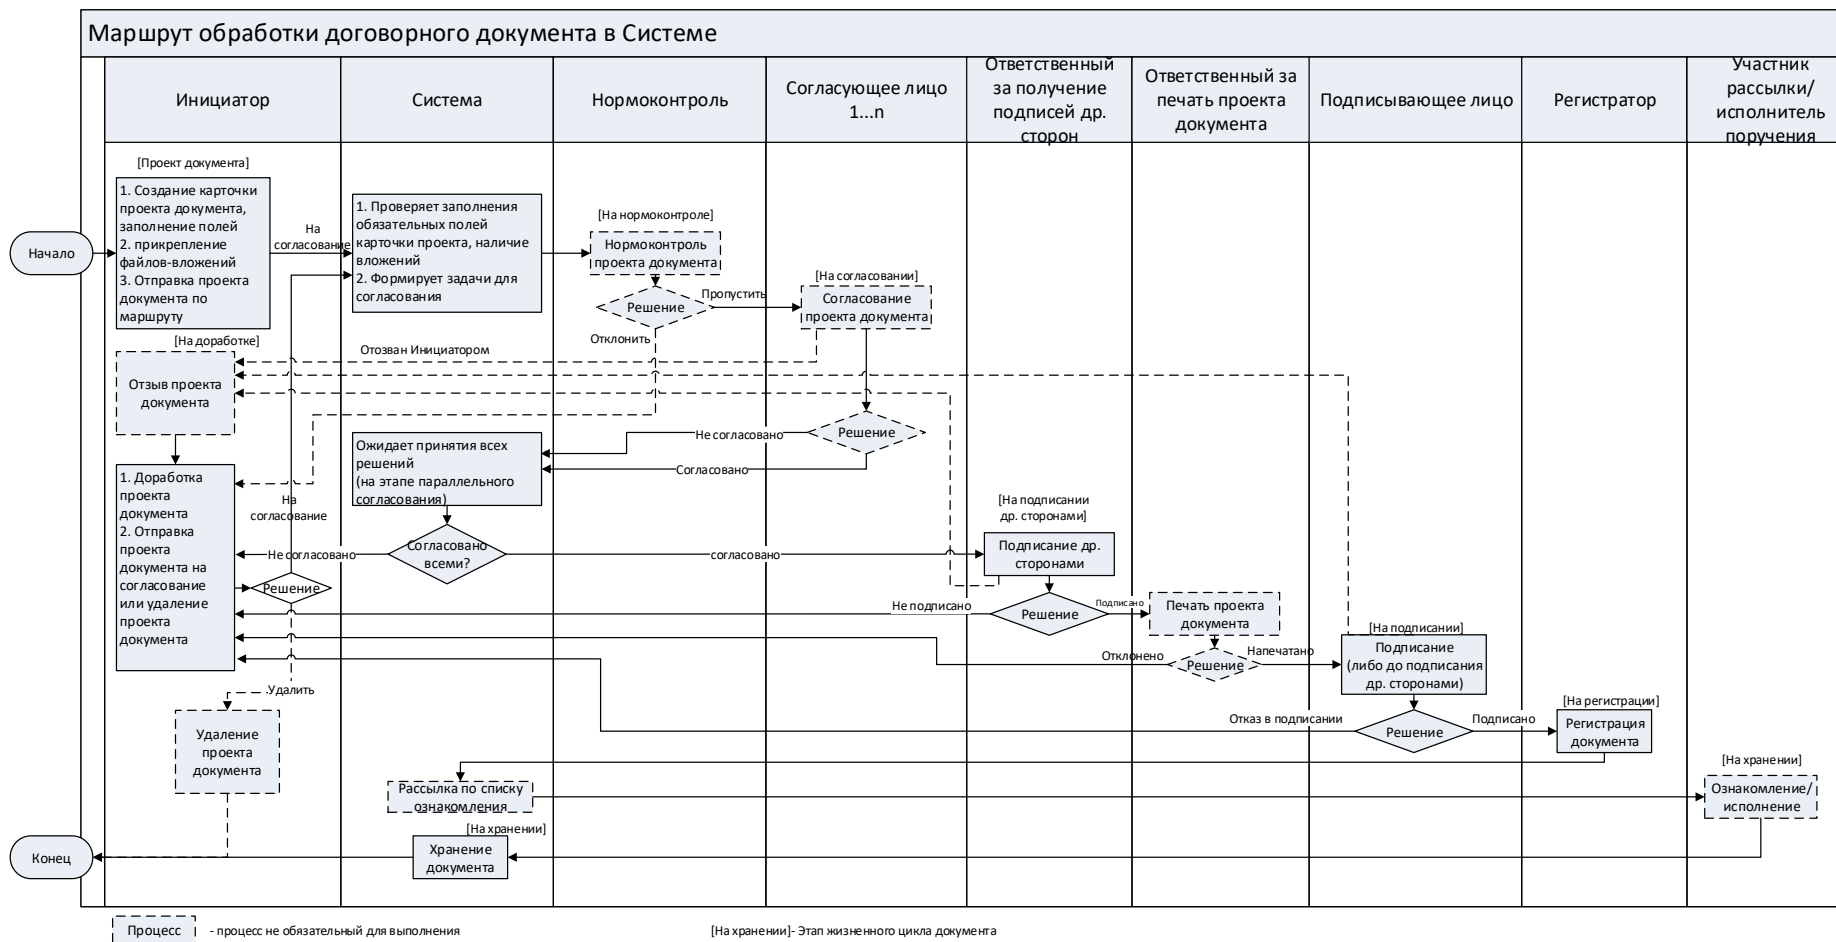 Маршрут обработки договорного документа в Системе
Инициатор
Система
Нормоконтроль
Согласующее лицо
1...n
Ответственный
за получение
подписей др.
сторон
Ответственный за
печать проекта
документа
Подписывающее лицо
Регистратор
Участник
рассылки/
исполнитель
поручения
Начало
[Проект документа]
1. Создание карточки
проекта документа,
заполнение полей
2. прикрепление
файлов-вложений
3. Отправка проекта
документа по
маршруту
На
согласование
1. Проверяет заполнения
обязательных полей
карточки проекта, наличие
вложений
2. Формирует задачи для
согласования
[На нормоконтроле]
Нормоконтроль
проекта документа
Решение
Пропустить
Отклонить
[На согласовании]
Согласование
проекта документа
[На доработке]
Отозван Инициатором
Отзыв проекта
документа
Решение
Не согласовано
Согласовано
Ожидает принятия всех
решений
(на этапе параллельного
согласования)
1. Доработка
проекта
документа
2. Отправка
проекта
документа на
согласование
или удаление
проекта
документа
На
согласование
Решение
Не согласовано
Согласовано
всеми?
согласовано
[На подписании
др. сторонами]
Подписание др.
сторонами
Не подписано
Решение
Подписано
Печать проекта
документа
Отклонено
Решение
Напечатано
[На подписании]
Подписание
(либо до подписания
др. сторонами)
Удалить
Удаление
проекта
документа
Отказ в подписании
Решение
Подписано
[На регистрации]
Регистрация
документа
Рассылка по списку
ознакомления
[На хранении]
Ознакомление/
исполнение
[На хранении]
Хранение
документа
Конец
Процесс
- процесс не обязательный для выполнения
[На хранении]- Этап жизненного цикла документа